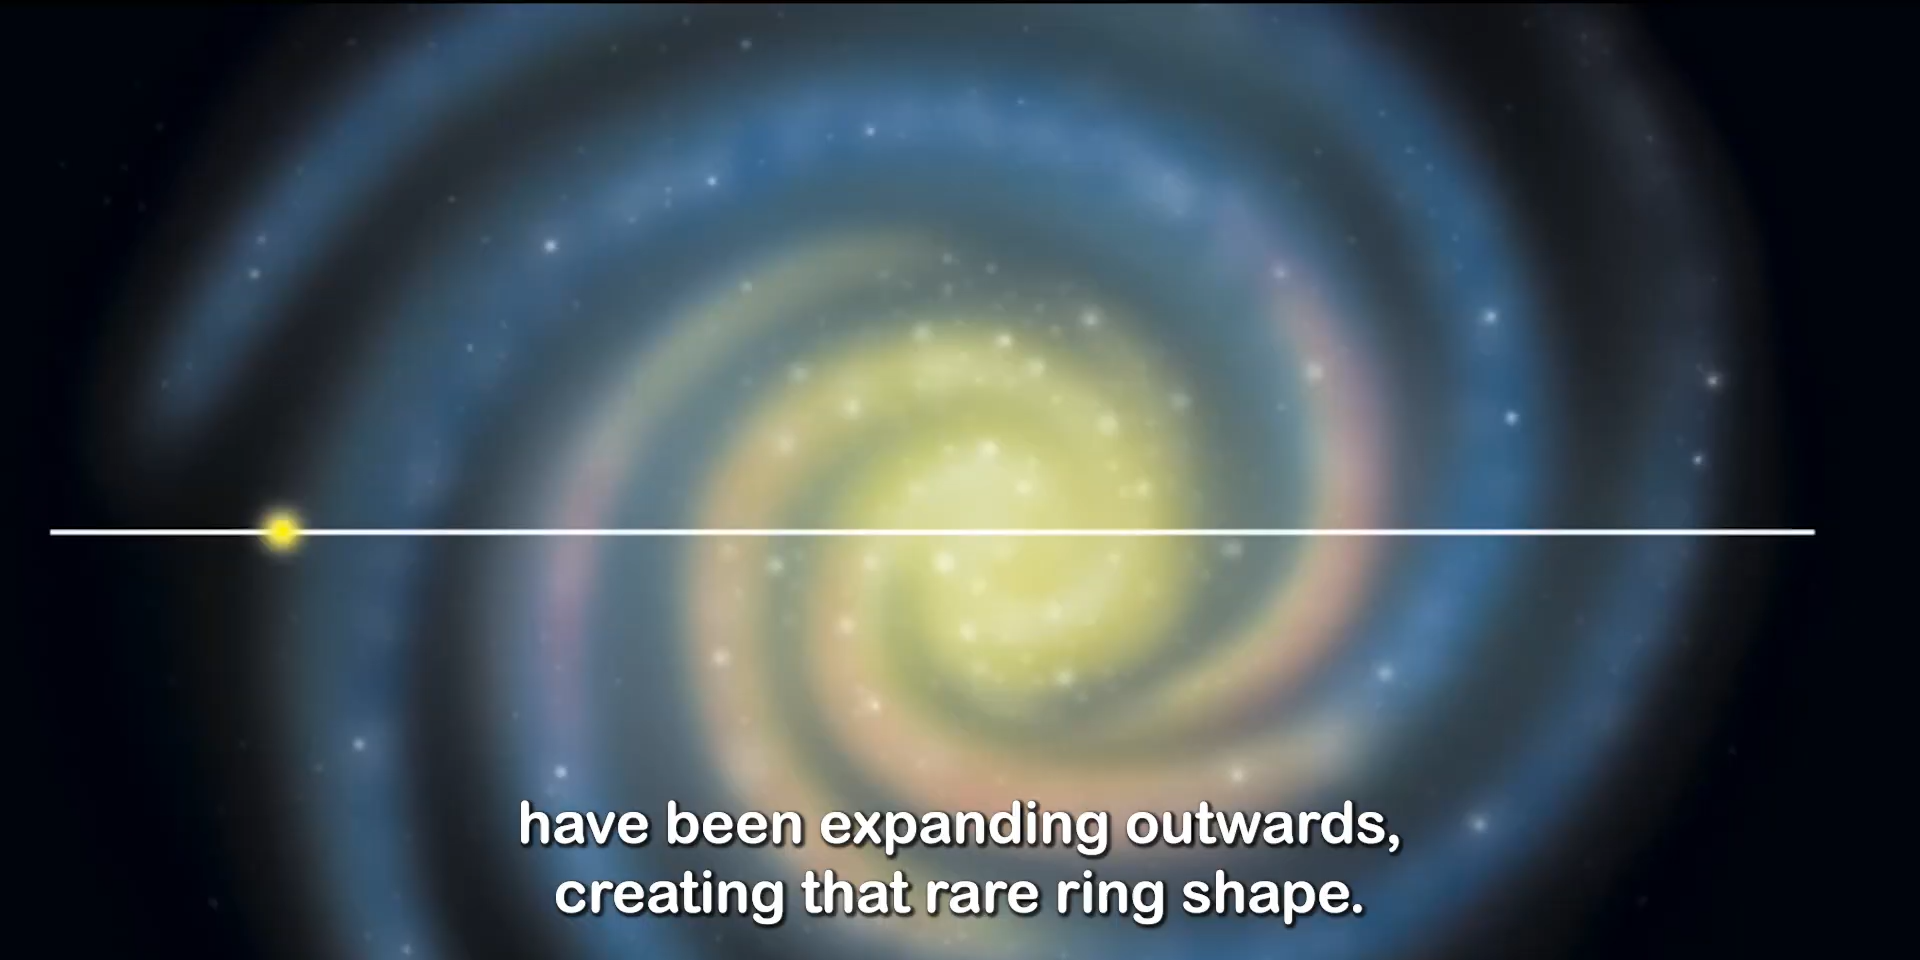 have been expanding outwards,
creating that rare ring shape.